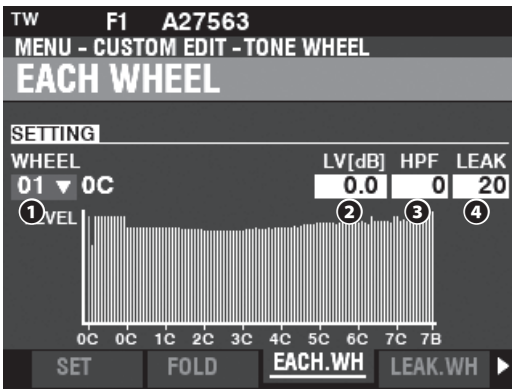 TW F1 A27563
MENU - CUSTOM EDIT - TONE WHEEL
EACH WHEEL
SETTING
WHEEL LV[dB] HPF LEAK
01 ▼ 0C 0.0 0 20
1 2 3 4
VEL
0C 0C 1C 2C 3C 4C 5C 6C 7C 7B
SET FOLD EACH.WH LEAK.WH ▶